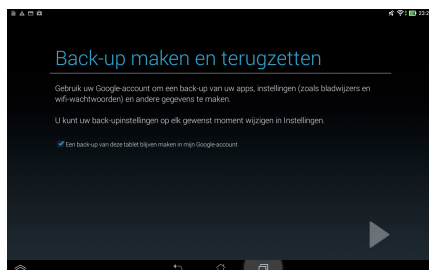 Back-up maken en terugzetten
Gebruik uw Google-account om een back-up van uw apps, instellingen (zoals bladwijzers en
wifi-wachtwoorden) en andere gegevens te maken.
U kunt uw back-upinstellingen op elk gewenst moment wijzigen in Instellingen.
Een back-up van deze tablet blijven maken in mijn Google-account